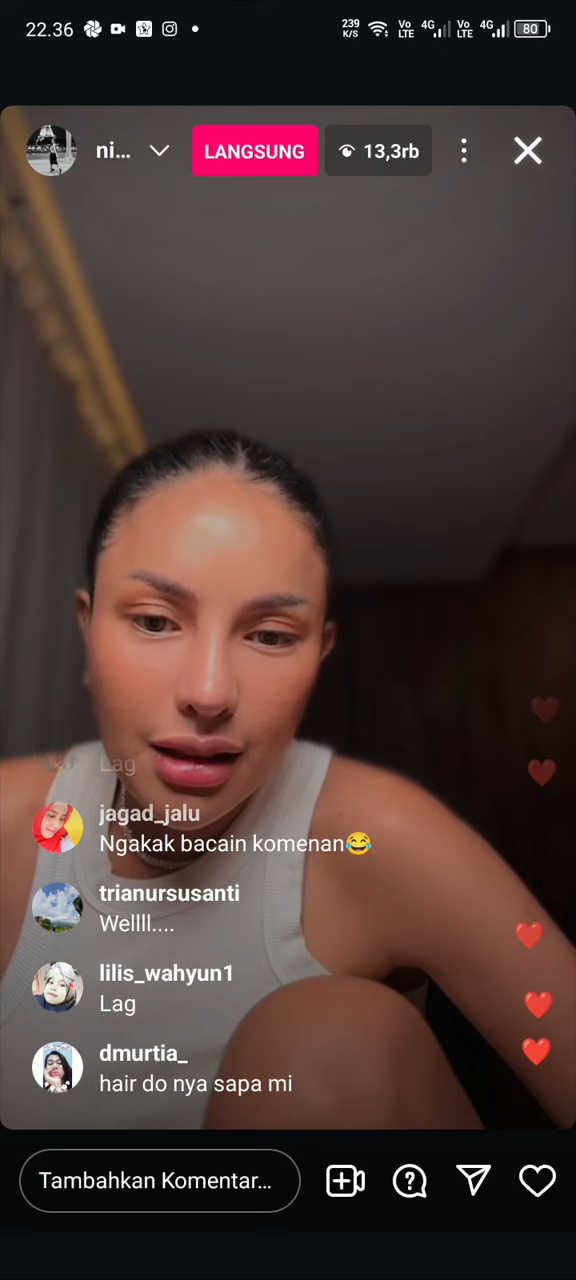 22.36
239
K/S
Vo
LTE
4G
Vo
LTE
4G
80
ni...
LANGSUNG
13,3rb
Lag
jagad_jalu
Ngakak bacain komenan😂
trianursusanti
Wellll....
lilis_wahyun1
Lag
dmurtia_
hair do nya sapa mi
Tambahkan Komentar...